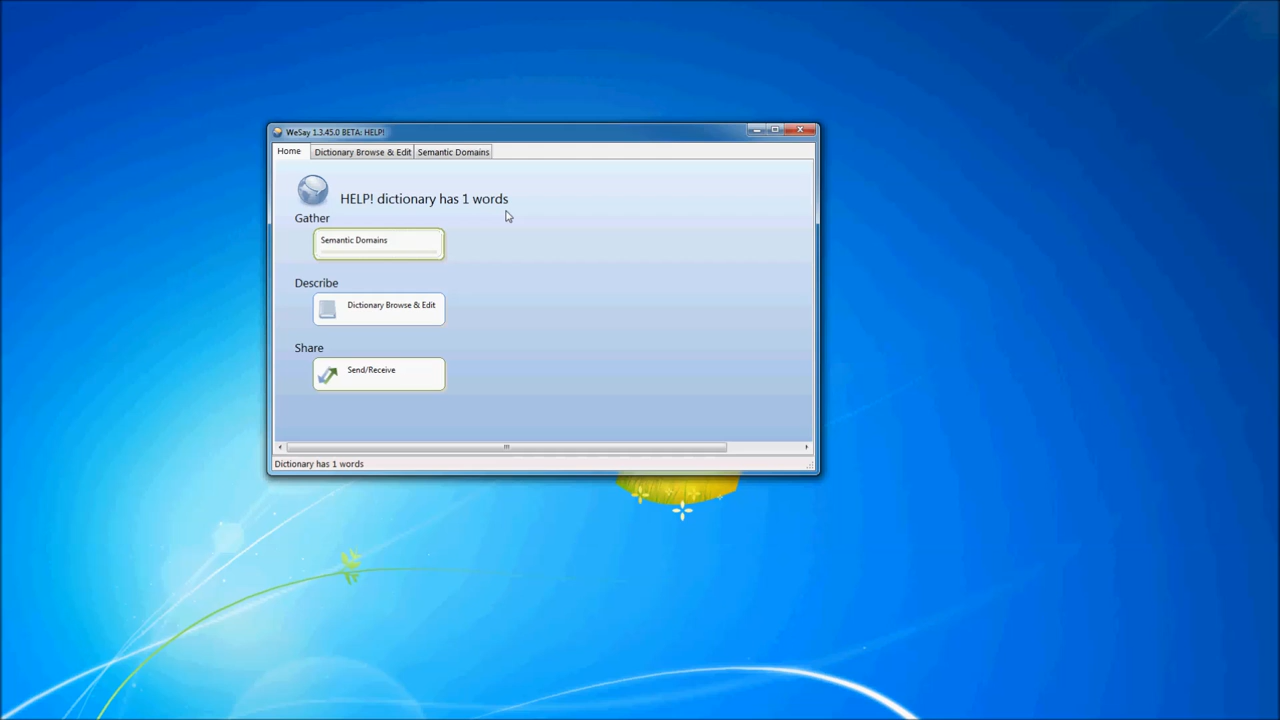 WeSay 1.3.45.0 BETA: HELP!
Home Dictionary Browse & Edit Semantic Domains
HELP! dictionary has 1 words
Gather
Semantic Domains
Describe
Dictionary Browse & Edit
Share
Send/Receive
Dictionary has 1 words